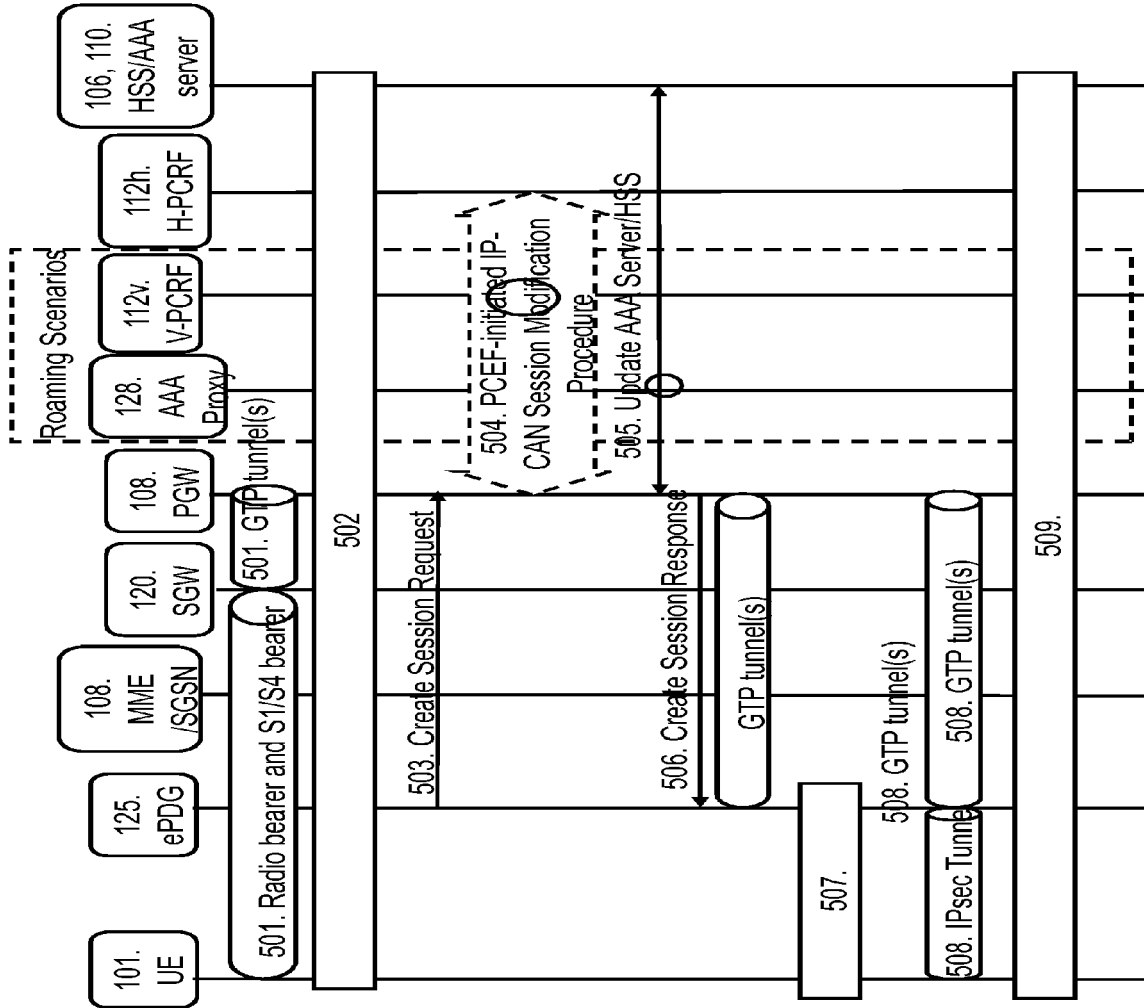 101.
UE
125.
ePDG
108.
MME
/SGSN
120.
SGW
108.
PGW
Roaming Scenarios
128.
AAA
Proxy
112v.
V-PCRF
112h.
H-PCRF
106, 110.
HSS/AAA
server
501. Radio bearer and S1/S4 bearer
501. GTP tunnel(s)
502
503. Create Session Request
504. PCEF-initiated IP-
CAN Session Modification
Procedure
505. Update AAA Server/HSS
506. Create Session Response
GTP tunnel(s)
507.
508. GTP tunnel(s)
508. IPsec Tunnel
508. GTP tunnel(s)
509.